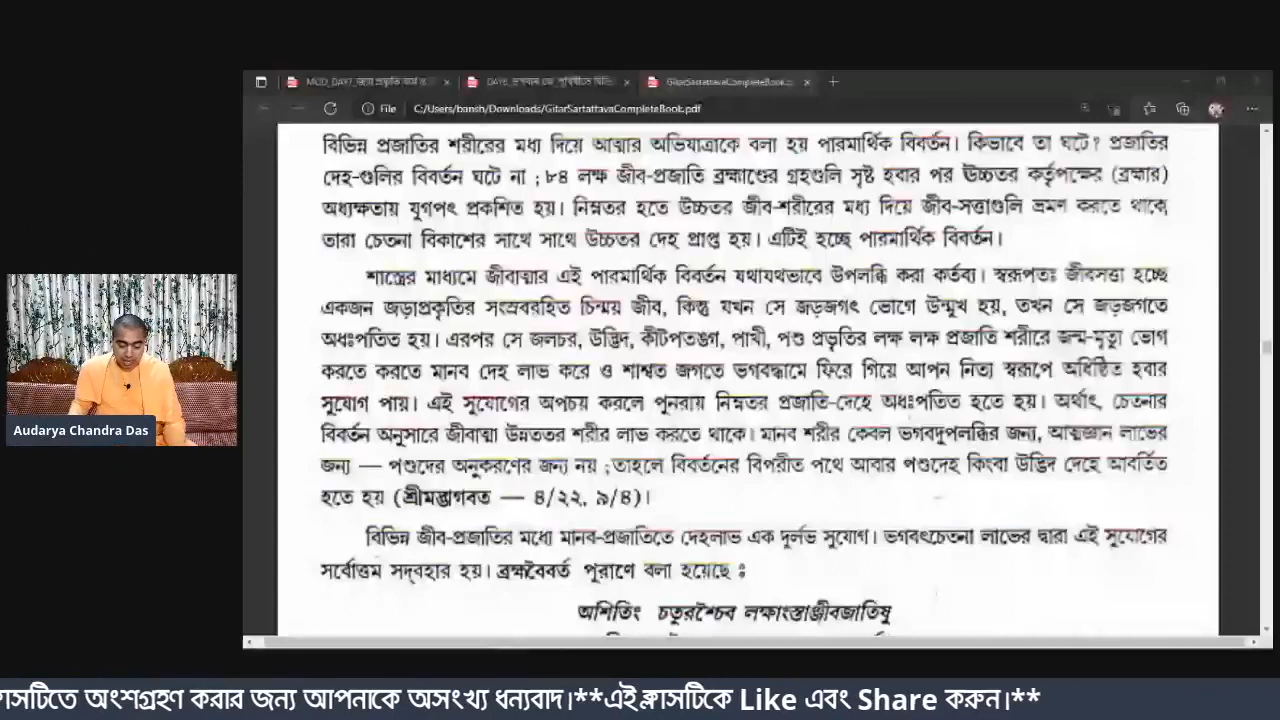 GitarSartattavaCompleteBook.p
File C:/Users/bansh/Downloads/GitarSartattavaCompleteBook.pdf
বিভিন্ন প্রজাতির শরীরের মধ্য দিয়ে আত্মার অভিযাত্রাকে বলা হয় পারমার্থিক বিবর্তন। কিভাবে তা ঘটে? প্রজাতির
দেহ-গুলির বিবর্তন ঘটে না ; ৮৪ লক্ষ জীব-প্রজাতি ব্রহ্মাণ্ডের গ্রহগুলি সৃষ্ট হবার পর ঊচ্চতর কর্তৃপক্ষের (ব্রহ্মার)
অধ্যক্ষতায় যুগপৎ প্রকশিত হয়। নিম্নতর হতে উচ্চতর জীব-শরীরের মধ্য দিয়ে জীব-সত্তাগুলি ভ্রমণ করতে থাকে,
তারা চেতনা বিকাশের সাথে সাথে উচ্চতর দেহ প্রাপ্ত হয়। এটিই হচ্ছে পারমার্থিক বিবর্তন।
শাস্ত্রের মাধ্যমে জীবাত্মার এই পারমার্থিক বিবর্তন যথাযথভাবে উপলব্ধি করা কর্তব্য। স্বরূপতঃ জীবসত্তা হচ্ছে
একজন জড়াপ্রকৃতির সংস্রবরহিত চিন্ময় জীব, কিন্তু যখন সে জড়জগৎ ভোগে উন্মুখ হয়, তখন সে জড়জগতে
অধঃপতিত হয়। এরপর সে জলচর, উদ্ভিদ, কীটপতঙ্গ, পাখী, পশু প্রভৃতির লক্ষ লক্ষ প্রজাতি শরীরে জন্ম-মৃত্যু ভোগ
করতে করতে মানব দেহ লাভ করে ও শাশ্বত জগতে ভগবদ্ধামে ফিরে গিয়ে আপন নিত্য স্বরূপে অধিষ্ঠিত হবার
সুযোগ পায়। এই সুযোগের অপচয় করলে পুনরায় নিম্নতর প্রজাতি-দেহে অধঃপতিত হতে হয়। অর্থাৎ, চেতনার
বিবর্তন অনুসারে জীবাত্মা উন্নততর শরীর লাভ করতে থাকে। মানব শরীর কেবল ভগবদুপলব্ধির জন্য, আত্মজ্ঞান লাভের
জন্য — পশুদের অনুকরণের জন্য নয় ; তাহলে বিবর্তনের বিপরীত পথে আবার পশুদেহ কিংবা উদ্ভিদ দেহে আবর্তিত
হতে হয় (শ্রীমদ্ভাগবত — ৪/২২, ৯/৪)।
বিভিন্ন জীব-প্রজাতির মধ্যে মানব-প্রজাতিতে দেহলাভ এক দুর্লভ সুযোগ। ভগবৎচেতনা লাভের দ্বারা এই সুযোগের
সর্বোত্তম সদ্‌বহার হয়। ব্রহ্মবৈবর্ত পুরাণে বলা হয়েছে ঃ
অশিতিং চতুরশ্চৈব লক্ষাংস্তাঞ্জীবজাতিষু
Audarya Chandra Das
অংশগ্রহণ করার জন্য আপনাকে অসংখ্য ধন্যবাদ।**এই ক্লাসটিকে Like এবং Share করুন।**